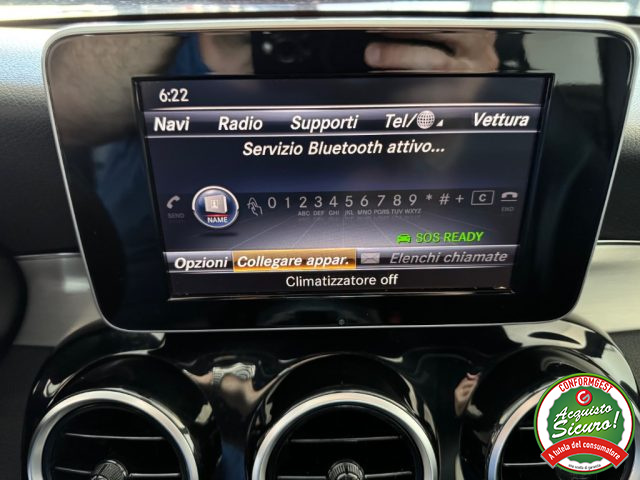 6:22
Navi Radio Supporti Tel/ Vettura
Servizio Bluetooth attivo...
SEND NAME 0 1 2 3 4 5 6 7 8 9 * # + C END
ABC DEF GHI JKL MNO PQRS TUV WXYZ
SOS READY
Opzioni Collegare appar. Elenchi chiamate
Climatizzatore off
CONFORMGEST
Acquisto
Sicuro!
A tutela del consumatore